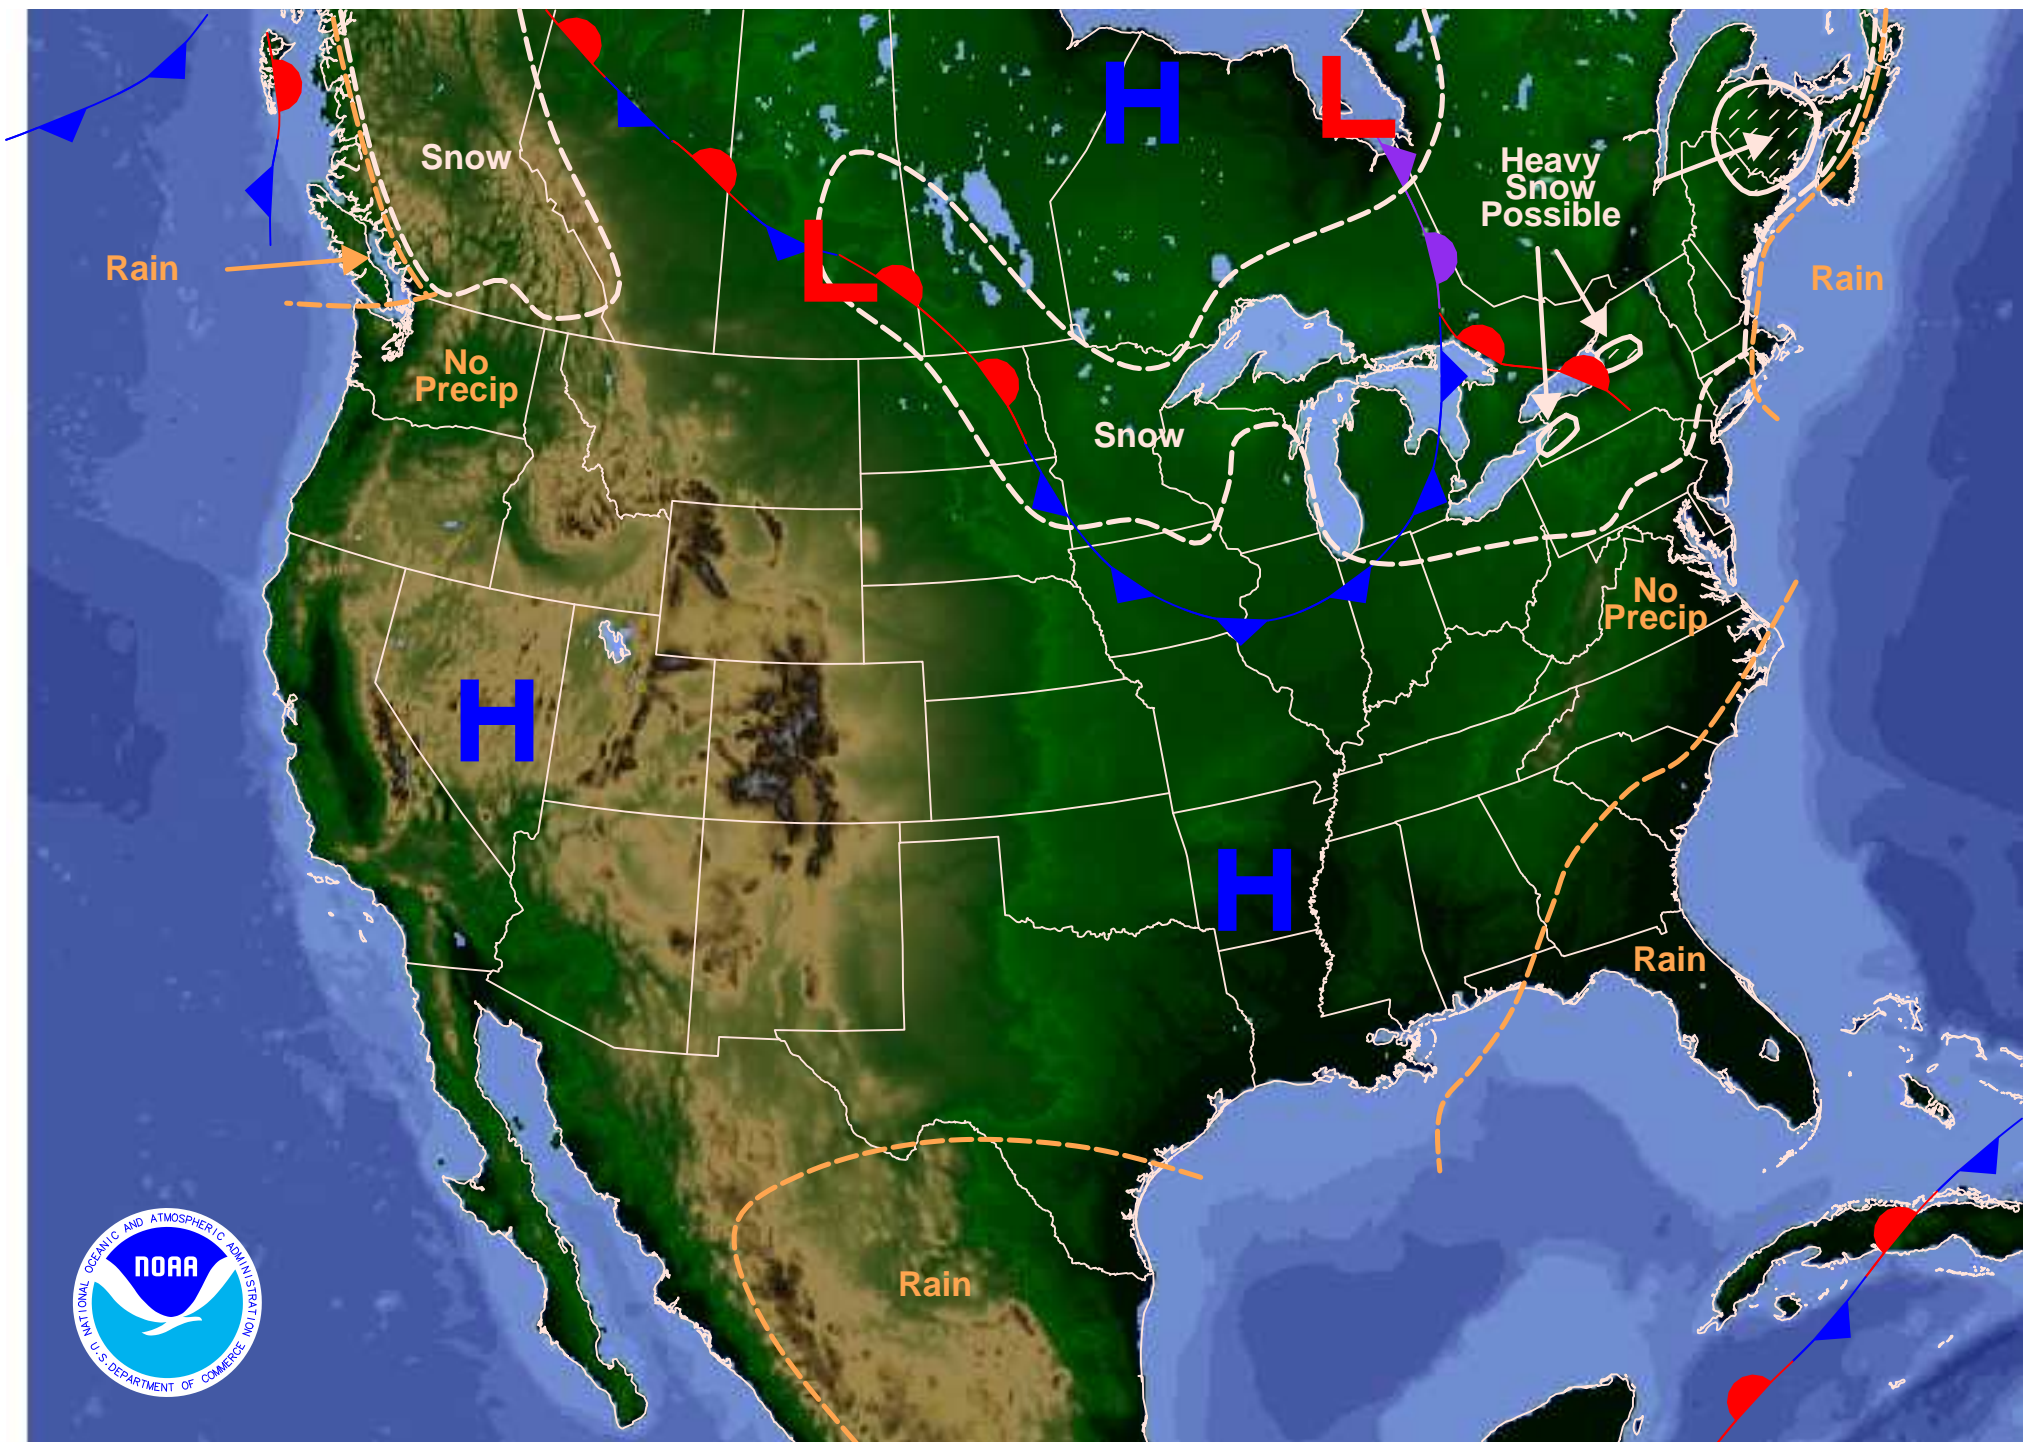 H
L
Snow
Heavy
Snow
Possible
L
Rain
Rain
No
Precip
Snow
No
Precip
H
H
Rain
Rain
NATIONAL OCEANIC AND ATMOSPHERIC ADMINISTRATION
NOAA
U.S. DEPARTMENT OF COMMERCE